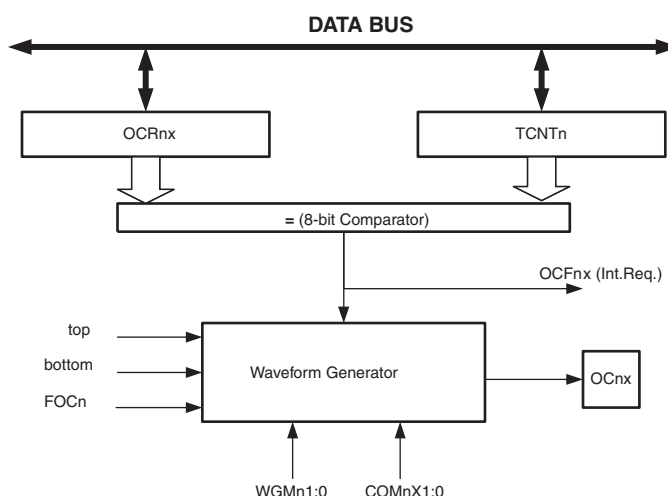 DATA BUS
OCRnx
TCNTn
= (8-bit Comparator)
OCFnx (Int.Req.)
top
bottom
FOCn
Waveform Generator
OCnx
WGMn1:0
COMnX1:0